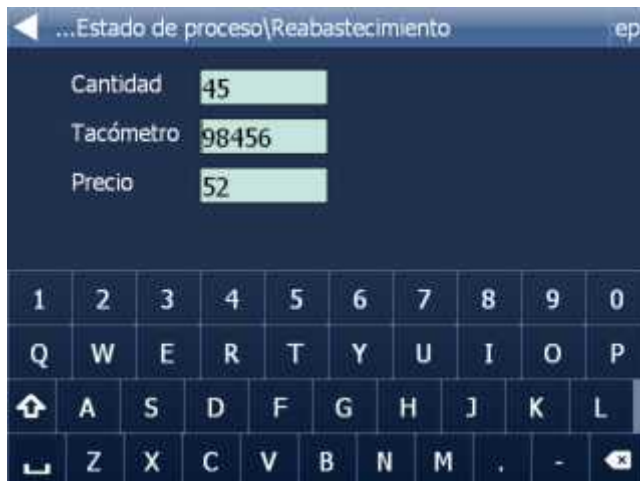 ...Estado de proceso\Reabastecimiento ep
Cantidad 45
Tacómetro 98456
Precio 52
1 2 3 4 5 6 7 8 9 0
Q W E R T Y U I O P
A S D F G H J K L
Z X C V B N M . -